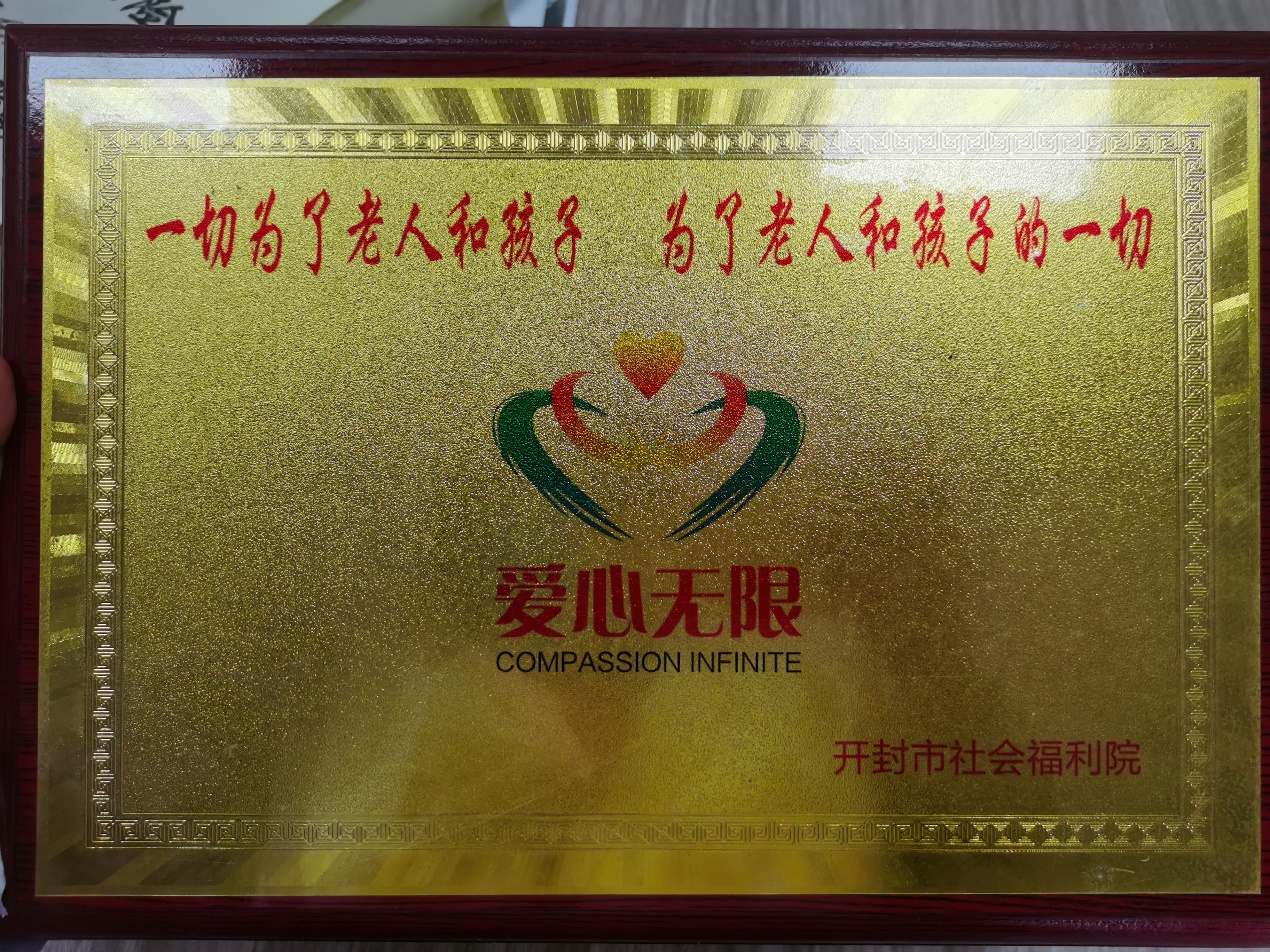 一切为了老人和孩子 为了老人和孩子的一切
爱心无限
COMPASSION INFINITE
开封市社会福利院